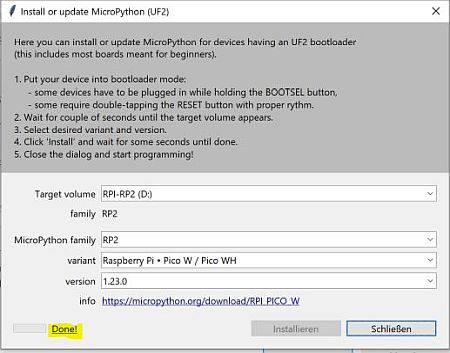 Install or update MicroPython (UF2)
Here you can install or update MicroPython for devices having an UF2 bootloader
(this includes most boards meant for beginners).
1. Put your device into bootloader mode:
- some devices have to be plugged in while holding the BOOTSEL button,
- some require double-tapping the RESET button with proper rythm.
2. Wait for couple of seconds until the target volume appears.
3. Select desired variant and version.
4. Click 'Install' and wait for some seconds until done.
5. Close the dialog and start programming!
Target volume RPI-RP2 (D:)
family RP2
MicroPython family RP2
variant Raspberry Pi • Pico W / Pico WH
version 1.23.0
info https://micropython.org/download/RPI_PICO_W
Done! Installieren Schließen